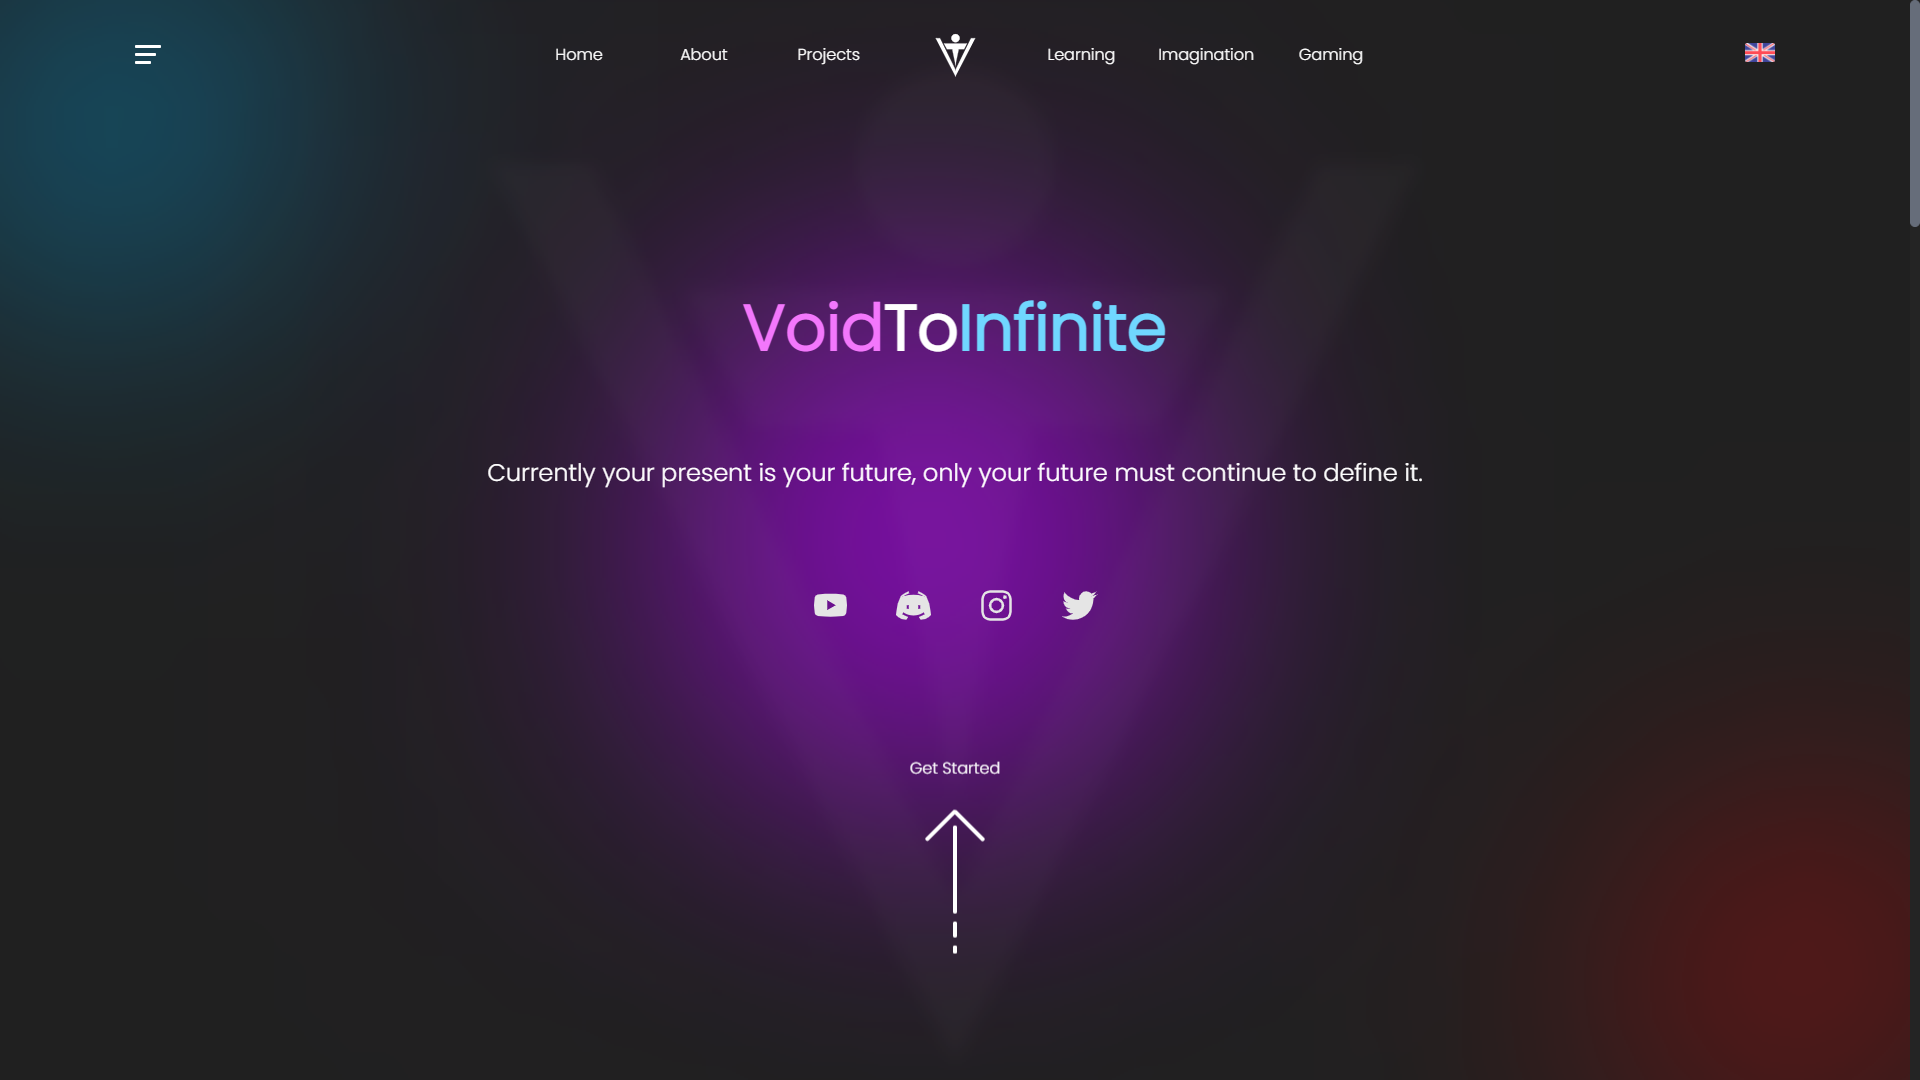 Home About Projects Learning Imagination Gaming
VoidToInfinite
Currently your present is your future, only your future must continue to define it.
Get Started